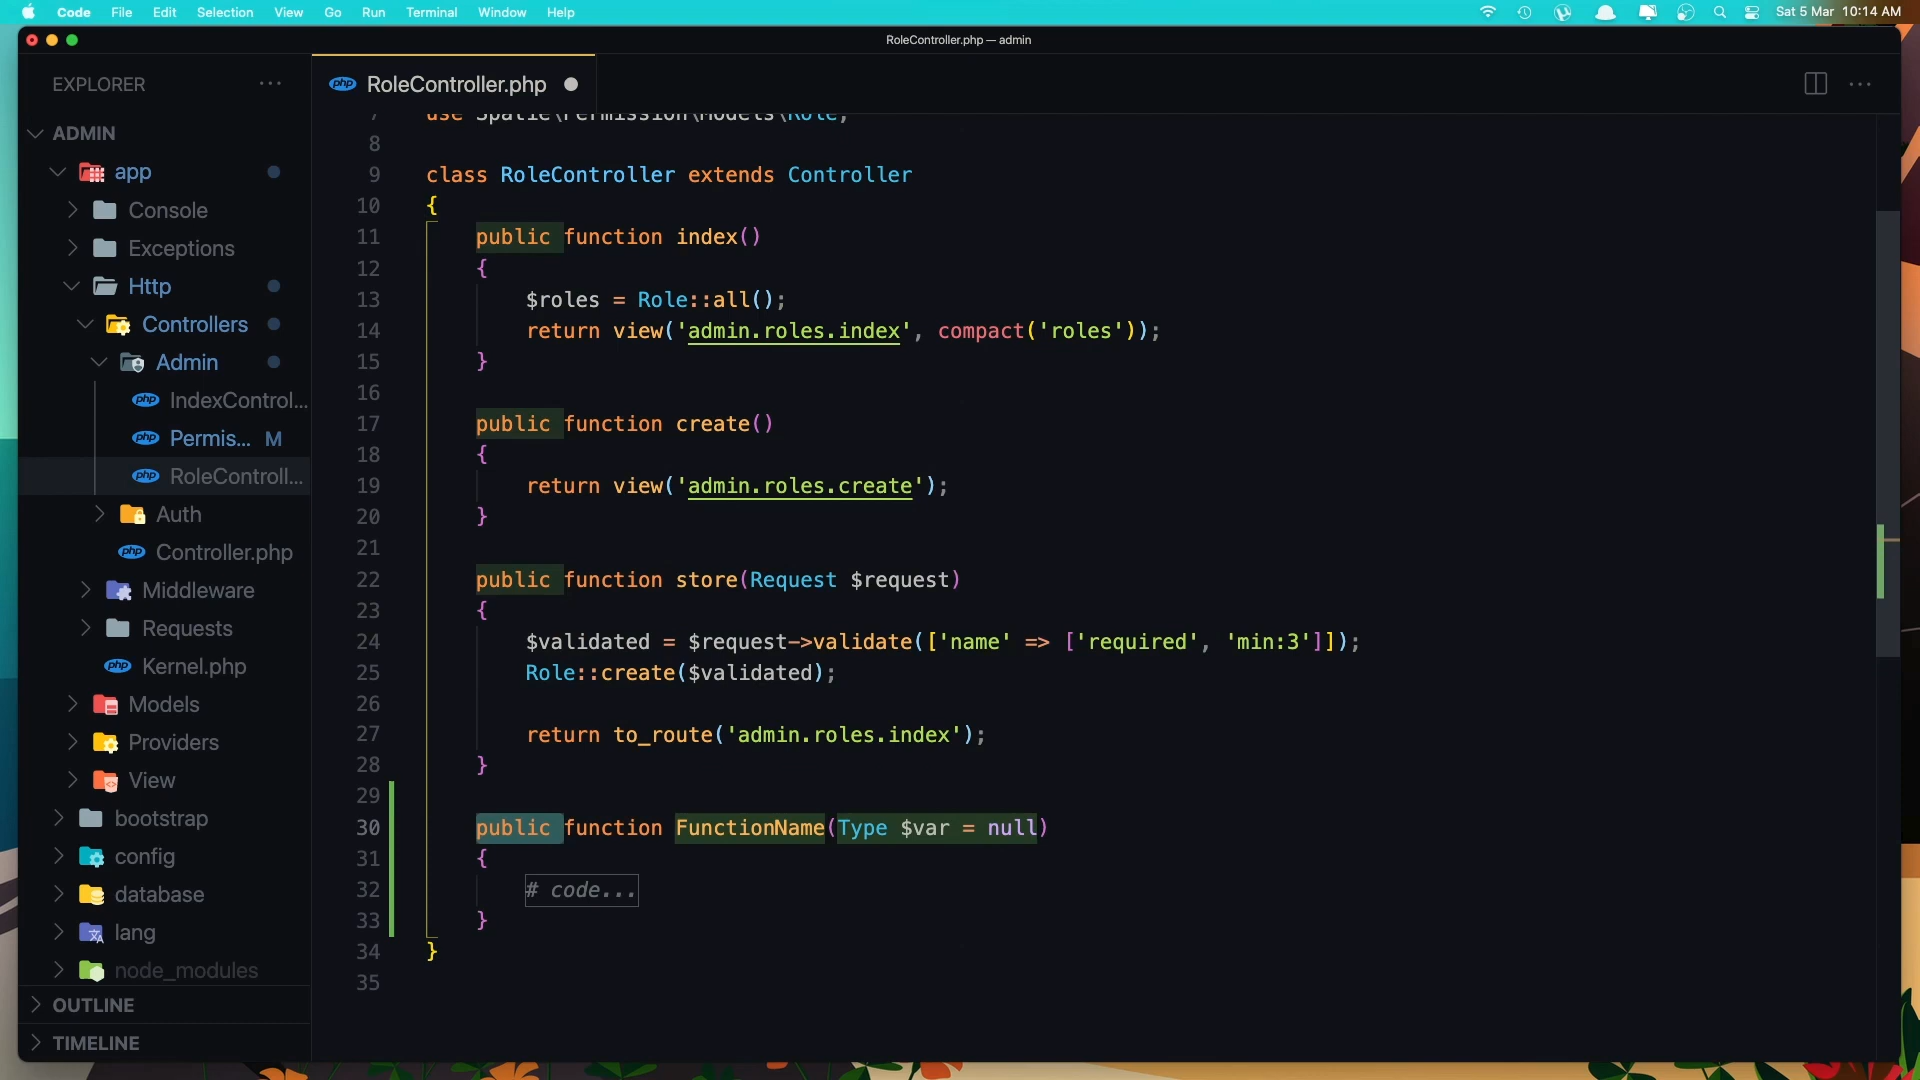 Code File Edit Selection View Go Run Terminal Window Help Sat 5 Mar 10:14 AM
RoleController.php — admin
EXPLORER ...
RoleController.php
ADMIN
app
Console
Exceptions
Http
Controllers
Admin
IndexControl...
Permis... M
RoleControll...
Auth
Controller.php
Middleware
Requests
Kernel.php
Models
Providers
View
bootstrap
config
database
lang
node_modules
OUTLINE
TIMELINE
7 use Spatie\Permission\Models\Role;
8
9 class RoleController extends Controller
10 {
11 public function index()
12 {
13 $roles = Role::all();
14 return view('admin.roles.index', compact('roles'));
15 }
16
17 public function create()
18 {
19 return view('admin.roles.create');
20 }
21
22 public function store(Request $request)
23 {
24 $validated = $request->validate(['name' => ['required', 'min:3']]);
25 Role::create($validated);
26
27 return to_route('admin.roles.index');
28 }
29
30 public function FunctionName(Type $var = null)
31 {
32 # code...
33 }
34 }
35